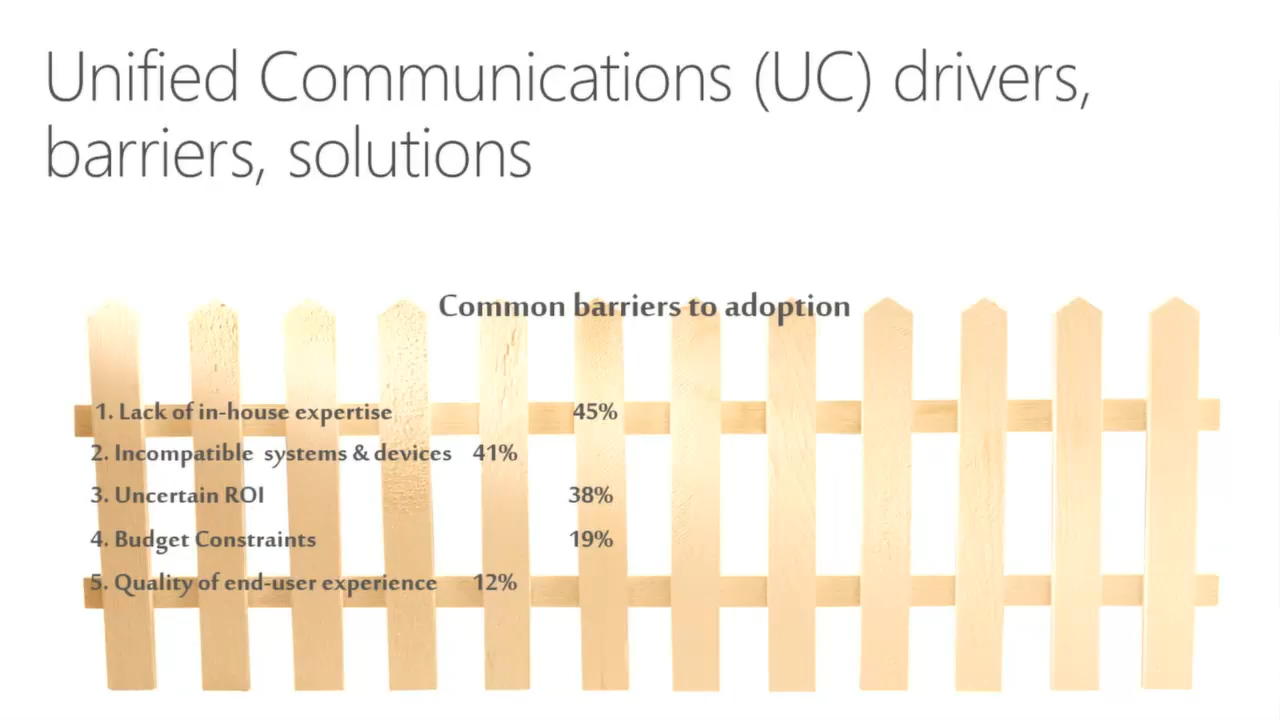 Unified Communications (UC) drivers,
barriers, solutions
Common barriers to adoption
1. Lack of in-house expertise 45%
2. Incompatible systems & devices 41%
3. Uncertain ROI 38%
4. Budget Constraints 19%
5. Quality of end-user experience 12%